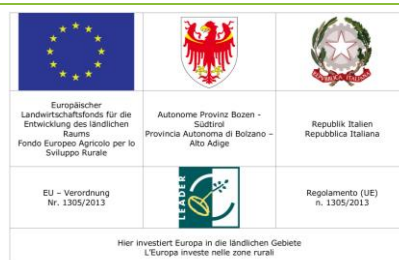 REPUBBLICA ITALIANA
Europäischer
Landwirtschaftsfonds für die
Entwicklung des ländlichen
Raums
Fondo Europeo Agricolo per lo
Sviluppo Rurale
Autonome Provinz Bozen -
Südtirol
Provincia Autonoma di Bolzano –
Alto Adige
Republik Italien
Repubblica Italiana
EU – Verordnung
Nr. 1305/2013
LEADER
Regolamento (UE)
n. 1305/2013
Hier investiert Europa in die ländlichen Gebiete
L'Europa investe nelle zone rurali